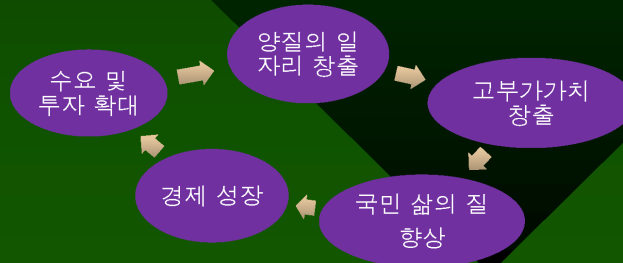 양질의 일
자리 창출
수요 및
투자 확대
고부가가치
창출
경제 성장
국민 삶의 질
향상